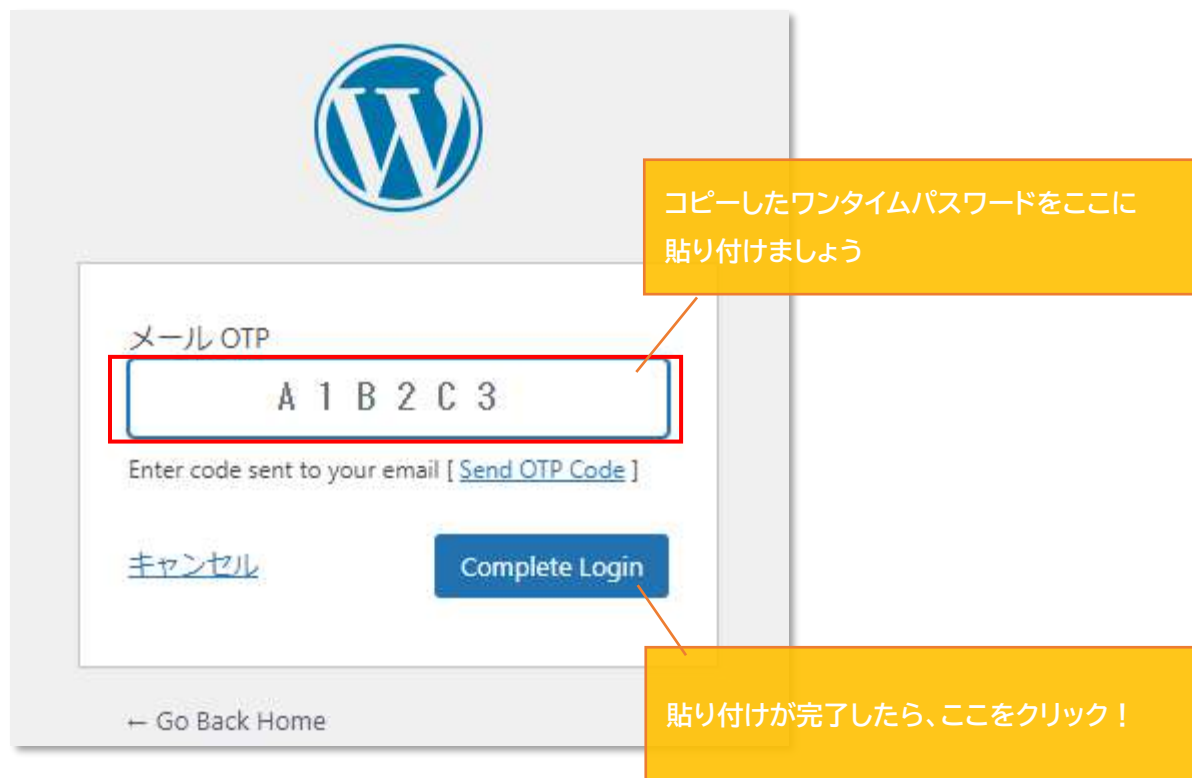 コピーしたワンタイムパスワードをここに
貼り付けましょう
メール OTP
A 1 B 2 C 3
Enter code sent to your email [ Send OTP Code ]
キャンセル
Complete Login
貼り付けが完了したら、ここをクリック！
← Go Back Home